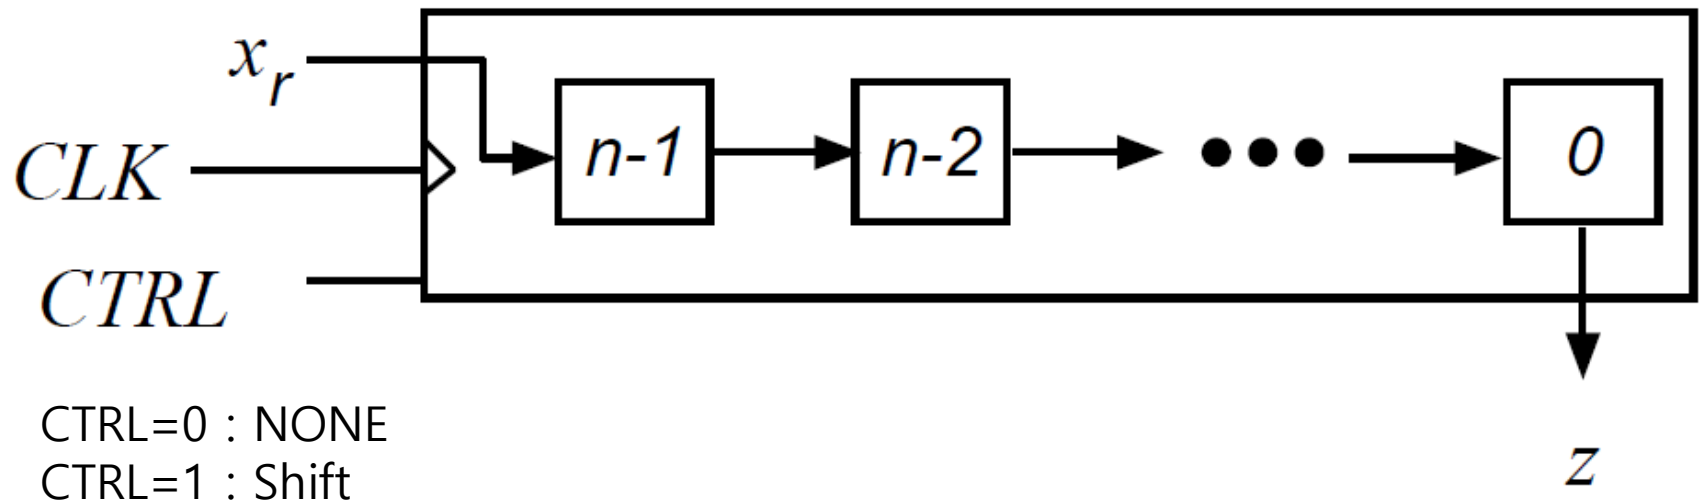 x_r
CLK
CTRL
n-1
n-2
0
z
CTRL=0 : NONE
CTRL=1 : Shift